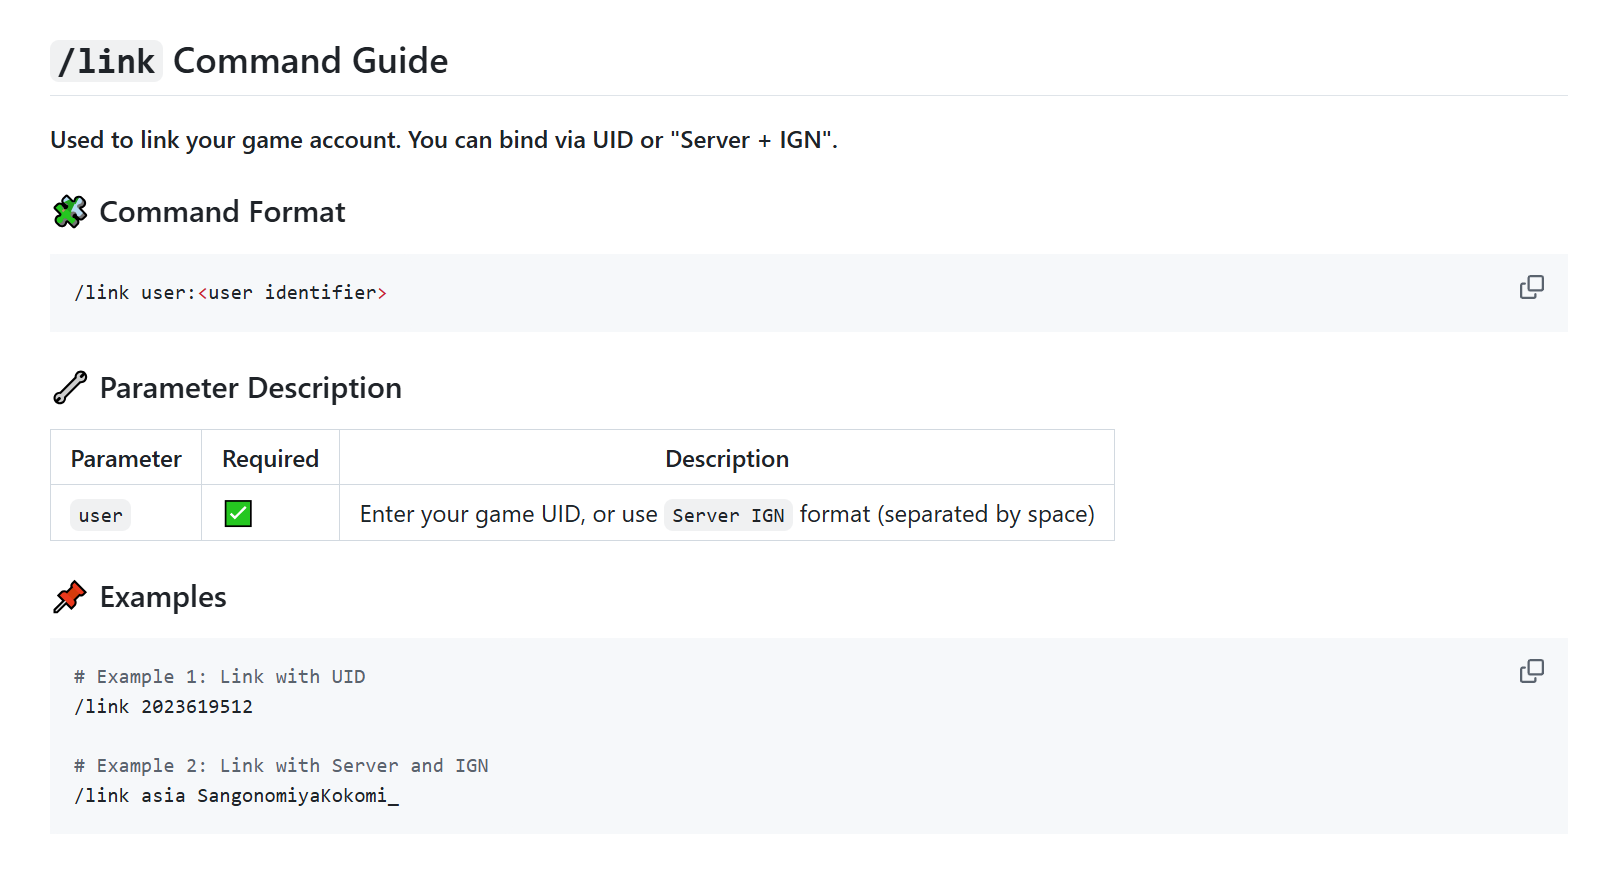 /link Command Guide
Used to link your game account. You can bind via UID or "Server + IGN".
Command Format
/link user:<user identifier>
Parameter Description
Parameter Required Description
user ✅ Enter your game UID, or use Server IGN format (separated by space)
Examples
# Example 1: Link with UID
/link 2023619512
# Example 2: Link with Server and IGN
/link asia SangonomiyaKokomi_